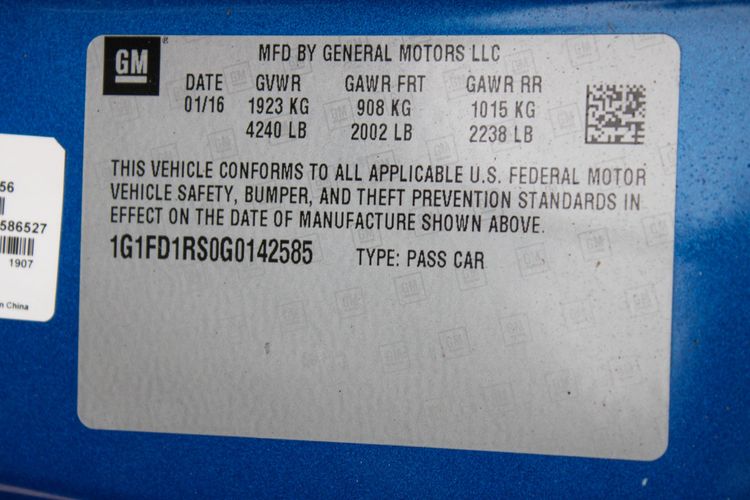 GM
MFD BY GENERAL MOTORS LLC
DATE GVWR GAWR FRT GAWR RR
01/16 1923 KG 908 KG 1015 KG
4240 LB 2002 LB 2238 LB
THIS VEHICLE CONFORMS TO ALL APPLICABLE U.S. FEDERAL MOTOR
VEHICLE SAFETY, BUMPER, AND THEFT PREVENTION STANDARDS IN
EFFECT ON THE DATE OF MANUFACTURE SHOWN ABOVE.
1G1FD1RS0G0142585 TYPE: PASS CAR
56
586527
1907
n China